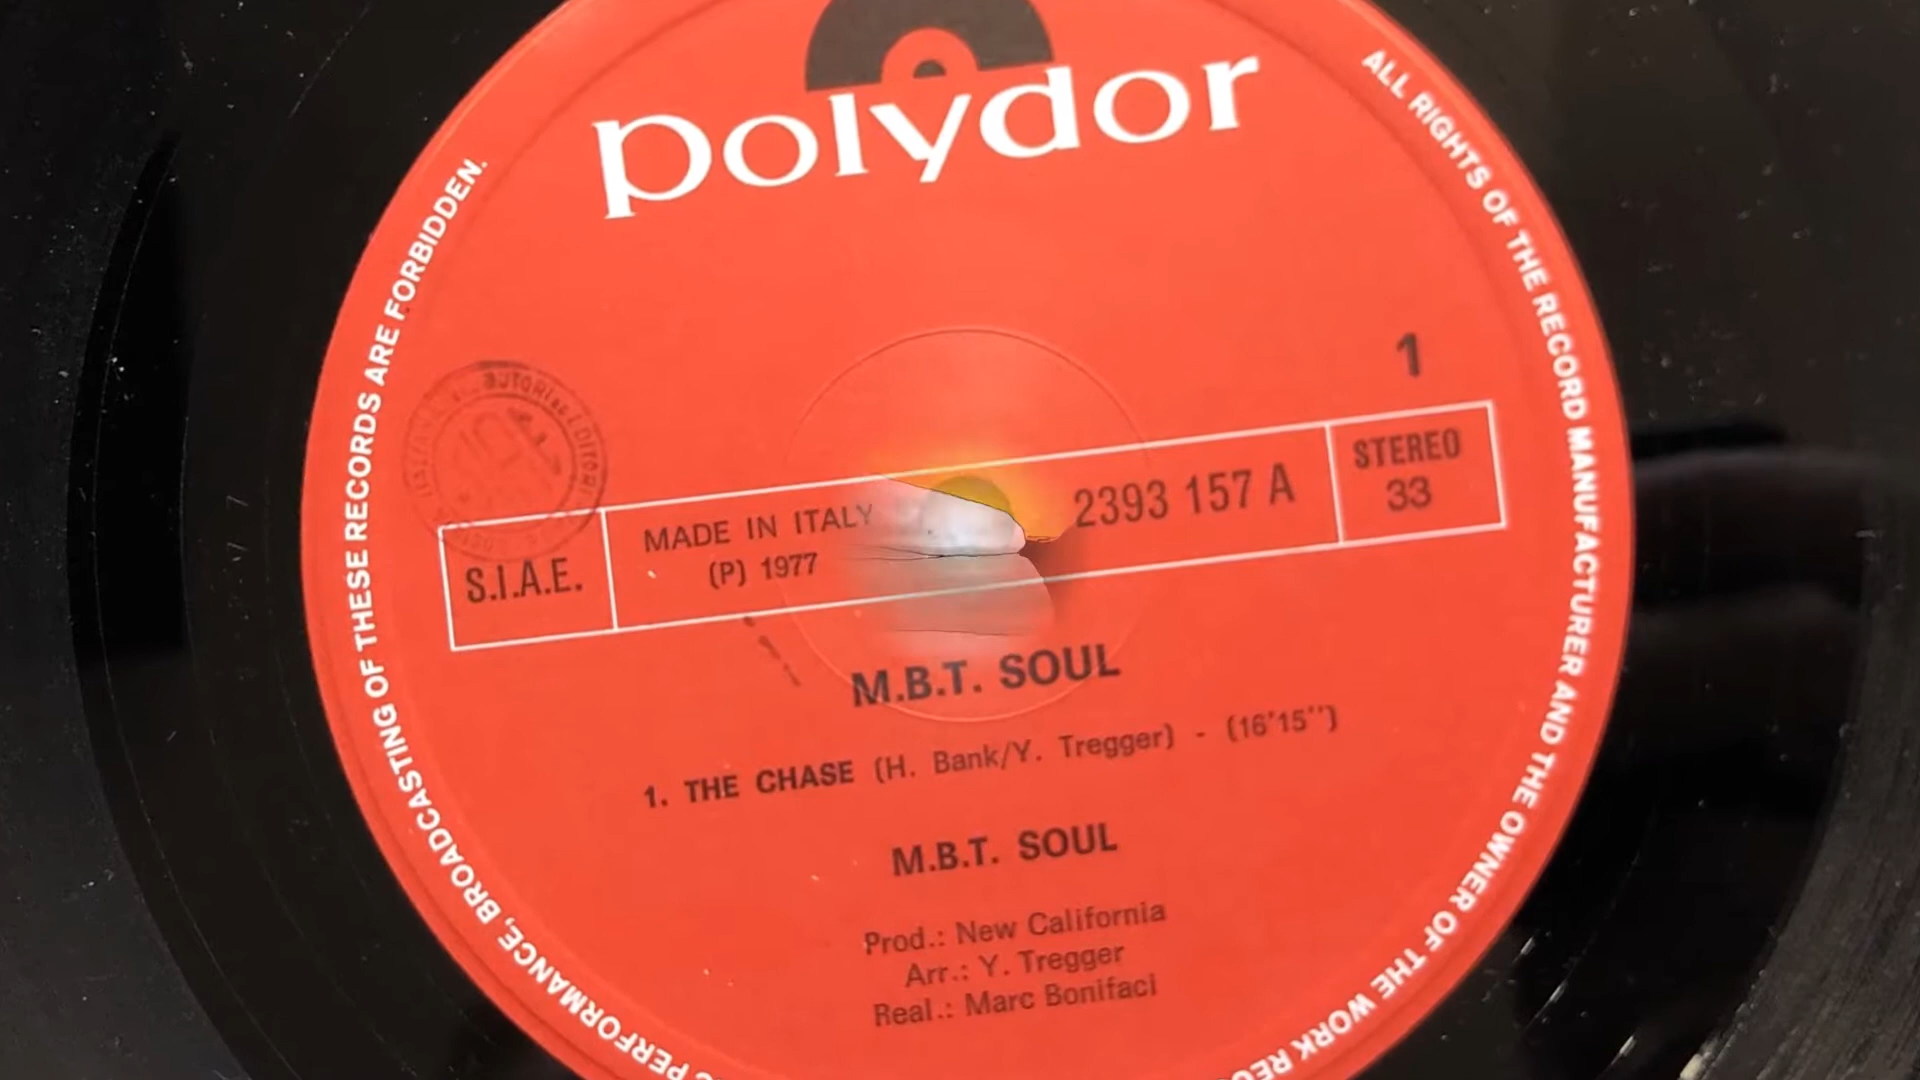 polydor
ALL RIGHTS OF THE RECORD MANUFACTURER AND THE OWNER OF THE WORK
PERFORMANCE, BROADCASTING OF THESE RECORDS ARE FORBIDDEN.
1
S.I.A.E.
MADE IN ITALY
(P) 1977
2393 157 A
STEREO
33
M.B.T. SOUL
1. THE CHASE (H. Bank/Y. Tregger) - (16'15'')
M.B.T. SOUL
Prod.: New California
Arr.: Y. Tregger
Real.: Marc Bonifaci